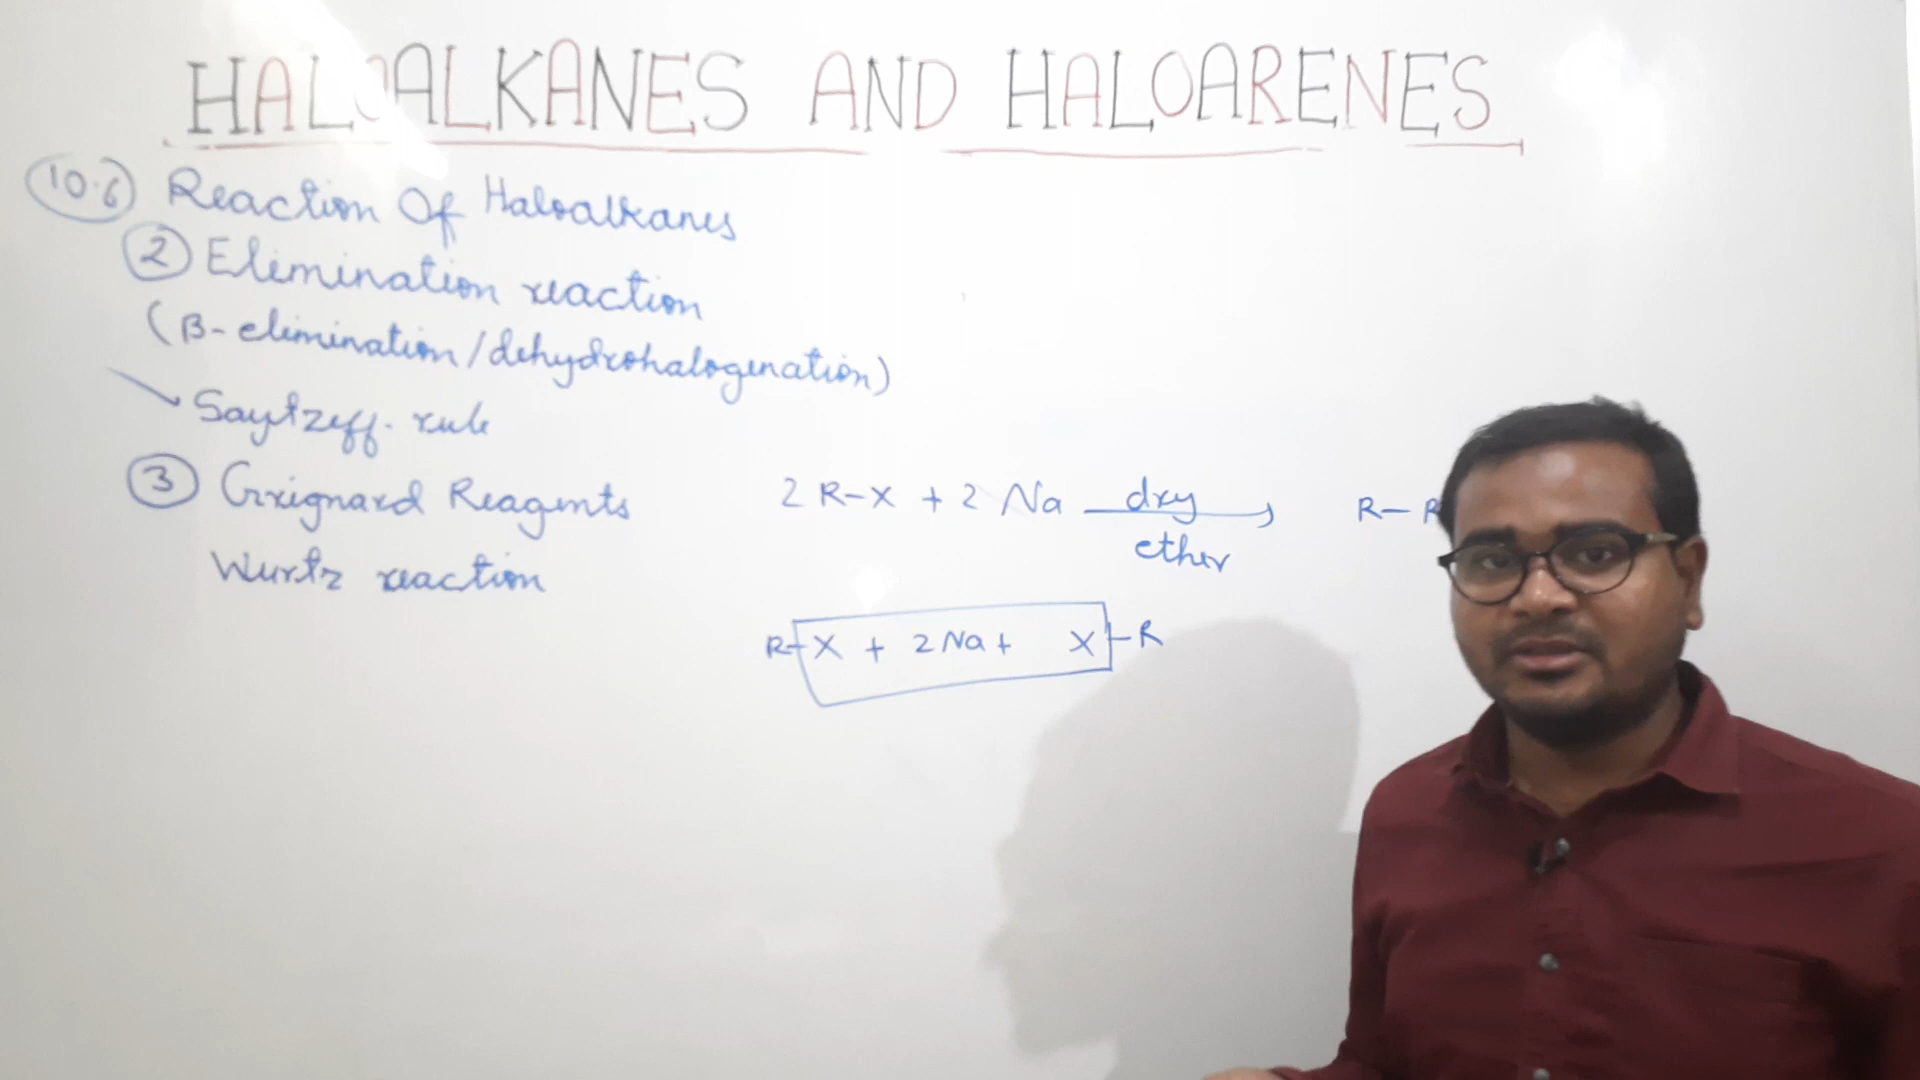 HALOALKANES AND HALOARENES
10.6 Reaction Of Haloalkanes
2 Elimination reaction
(β-elimination/dehydrohalogenation)
Saytzeff rule
3 Grignard Reagents
Wurtz reaction
2 R-X + 2 Na dry ether R-R
R-X + 2Na + X-R